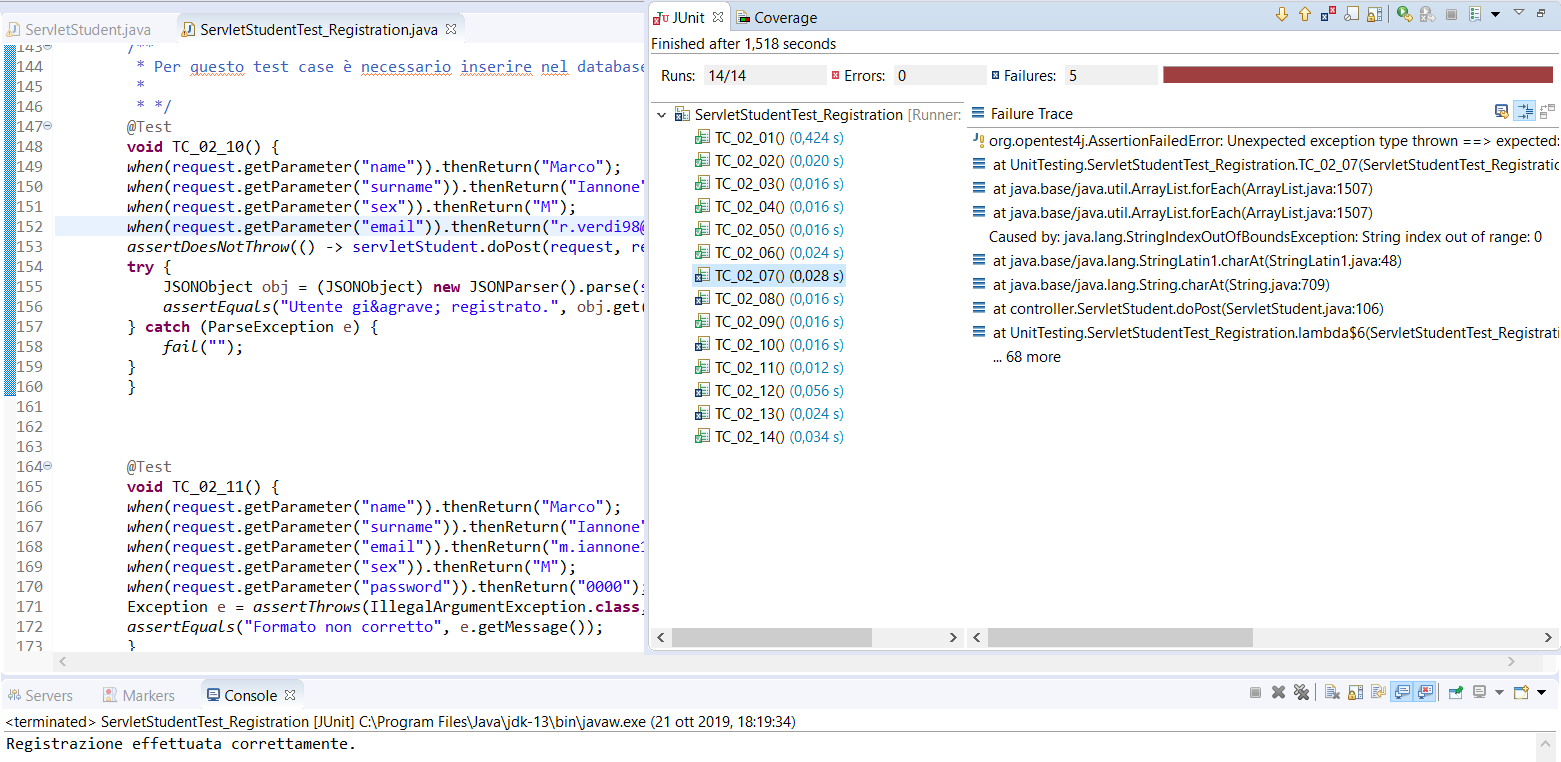 ServletStudent.java
ServletStudentTest_Registration.java
JUnit
Coverage
Finished after 1,518 seconds
Runs: 14/14
Errors: 0
Failures: 5
143 /**
144 * Per questo test case è necessario inserire nel database
145 *
146 * */
147 @Test
148 void TC_02_10() {
149 when(request.getParameter("name")).thenReturn("Marco");
150 when(request.getParameter("surname")).thenReturn("Iannone"
151 when(request.getParameter("sex")).thenReturn("M");
152 when(request.getParameter("email")).thenReturn("r.verdi98@
153 assertDoesNotThrow(() -> servletStudent.doPost(request, re
154 try {
155 JSONObject obj = (JSONObject) new JSONParser().parse(s
156 assertEquals("Utente gi&agrave; registrato.", obj.get(
157 } catch (ParseException e) {
158 fail("");
159 }
160 }
161
162
163
164 @Test
165 void TC_02_11() {
166 when(request.getParameter("name")).thenReturn("Marco");
167 when(request.getParameter("surname")).thenReturn("Iannone"
168 when(request.getParameter("email")).thenReturn("m.iannone1
169 when(request.getParameter("sex")).thenReturn("M");
170 when(request.getParameter("password")).thenReturn("0000");
171 Exception e = assertThrows(IllegalArgumentException.class,
172 assertEquals("Formato non corretto", e.getMessage());
173 }
ServletStudentTest_Registration [Runner:
TC_02_01() (0,424 s)
TC_02_02() (0,020 s)
TC_02_03() (0,016 s)
TC_02_04() (0,016 s)
TC_02_05() (0,016 s)
TC_02_06() (0,024 s)
TC_02_07() (0,028 s)
TC_02_08() (0,016 s)
TC_02_09() (0,016 s)
TC_02_10() (0,016 s)
TC_02_11() (0,012 s)
TC_02_12() (0,056 s)
TC_02_13() (0,024 s)
TC_02_14() (0,034 s)
Failure Trace
org.opentest4j.AssertionFailedError: Unexpected exception type thrown ==> expected:
at UnitTesting.ServletStudentTest_Registration.TC_02_07(ServletStudentTest_Registratio
at java.base/java.util.ArrayList.forEach(ArrayList.java:1507)
at java.base/java.util.ArrayList.forEach(ArrayList.java:1507)
Caused by: java.lang.StringIndexOutOfBoundsException: String index out of range: 0
at java.base/java.lang.StringLatin1.charAt(StringLatin1.java:48)
at java.base/java.lang.String.charAt(String.java:709)
at controller.ServletStudent.doPost(ServletStudent.java:106)
at UnitTesting.ServletStudentTest_Registration.lambda$6(ServletStudentTest_Registrati
... 68 more
Servers
Markers
Console
<terminated> ServletStudentTest_Registration [JUnit] C:\Program Files\Java\jdk-13\bin\javaw.exe (21 ott 2019, 18:19:34)
Registrazione effettuata correttamente.